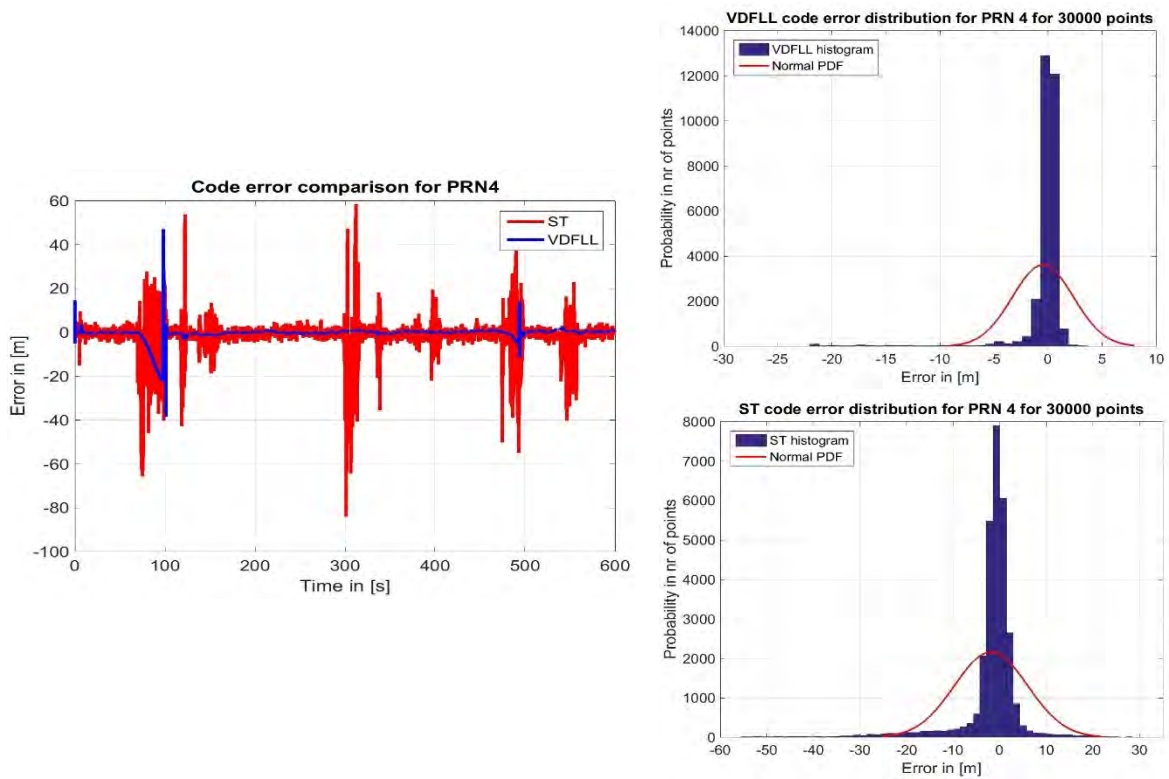 Code error comparison for PRN4
60
40
20
0
-20
-40
-60
-80
-100
Error in [m]
ST
VDFLL
0 100 200 300 400 500 600
Time in [s]
VDFLL code error distribution for PRN 4 for 30000 points
14000
12000
10000
8000
6000
4000
2000
0
Probability in nr of points
VDFLL histogram
Normal PDF
-30 -25 -20 -15 -10 -5 0 5 10
Error in [m]
ST code error distribution for PRN 4 for 30000 points
8000
7000
6000
5000
4000
3000
2000
1000
0
Probability in nr of points
ST histogram
Normal PDF
-60 -50 -40 -30 -20 -10 0 10 20 30
Error in [m]